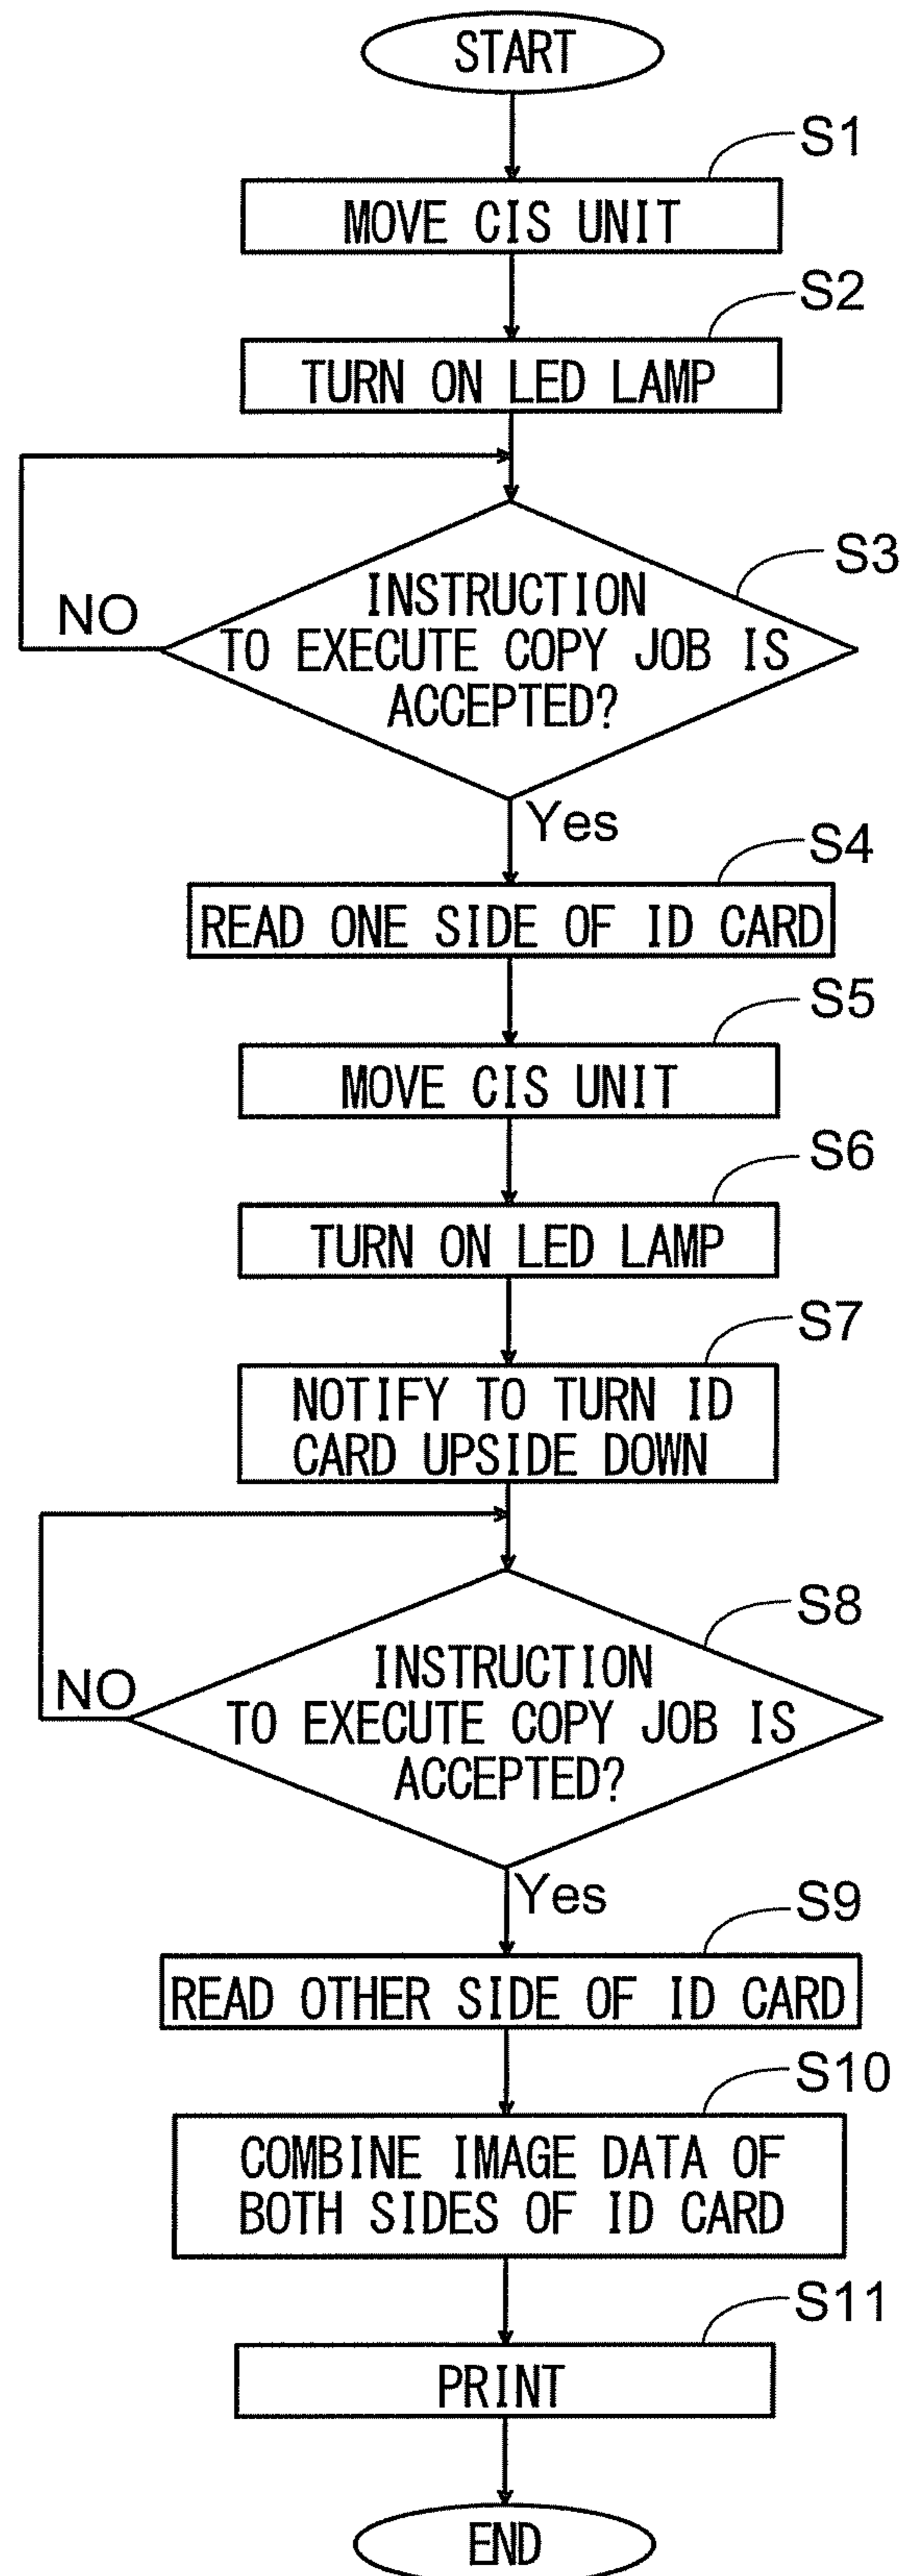 START
S1
MOVE CIS UNIT
S2
TURN ON LED LAMP
S3
INSTRUCTION
TO EXECUTE COPY JOB IS
ACCEPTED?
NO
Yes
S4
READ ONE SIDE OF ID CARD
S5
MOVE CIS UNIT
S6
TURN ON LED LAMP
S7
NOTIFY TO TURN ID
CARD UPSIDE DOWN
S8
INSTRUCTION
TO EXECUTE COPY JOB IS
ACCEPTED?
NO
Yes
S9
READ OTHER SIDE OF ID CARD
S10
COMBINE IMAGE DATA OF
BOTH SIDES OF ID CARD
S11
PRINT
END